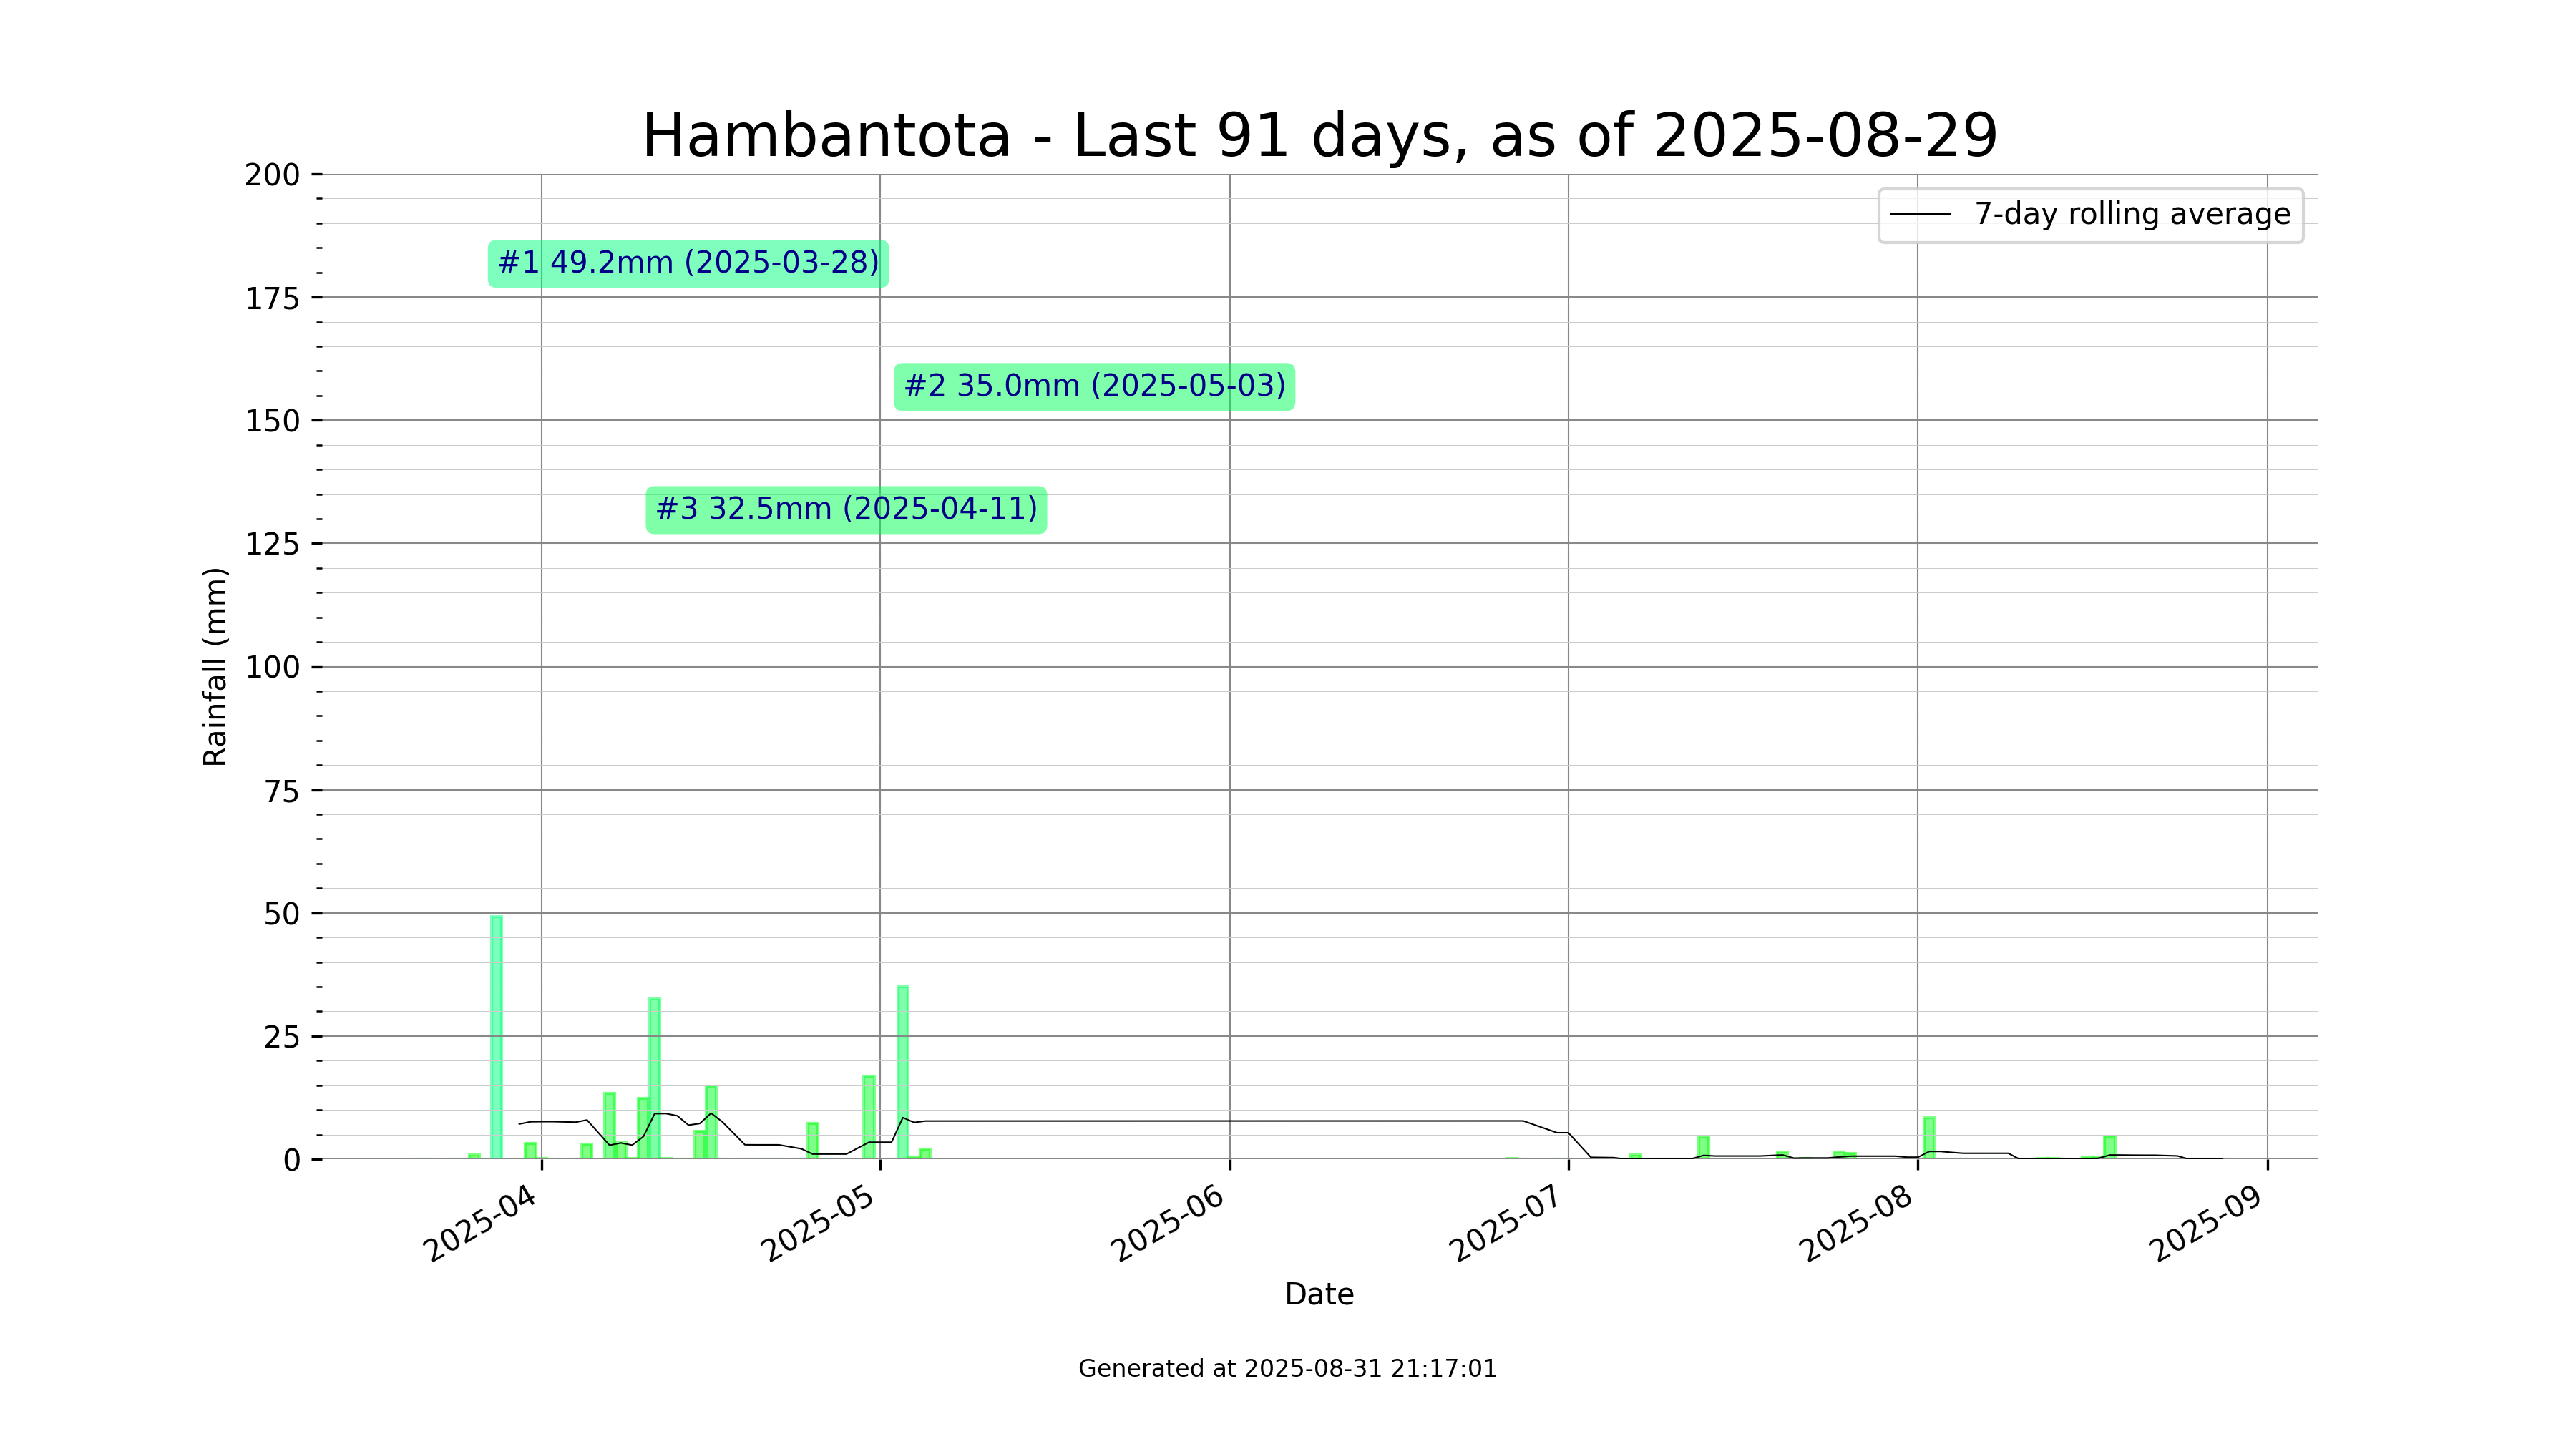 Hambantota - Last 91 days, as of 2025-08-29
200
175
150
125
100
75
50
25
0
Rainfall (mm)
7-day rolling average
#1 49.2mm (2025-03-28)
#2 35.0mm (2025-05-03)
#3 32.5mm (2025-04-11)
2025-04
2025-05
2025-06
2025-07
2025-08
2025-09
Date
Generated at 2025-08-31 21:17:01